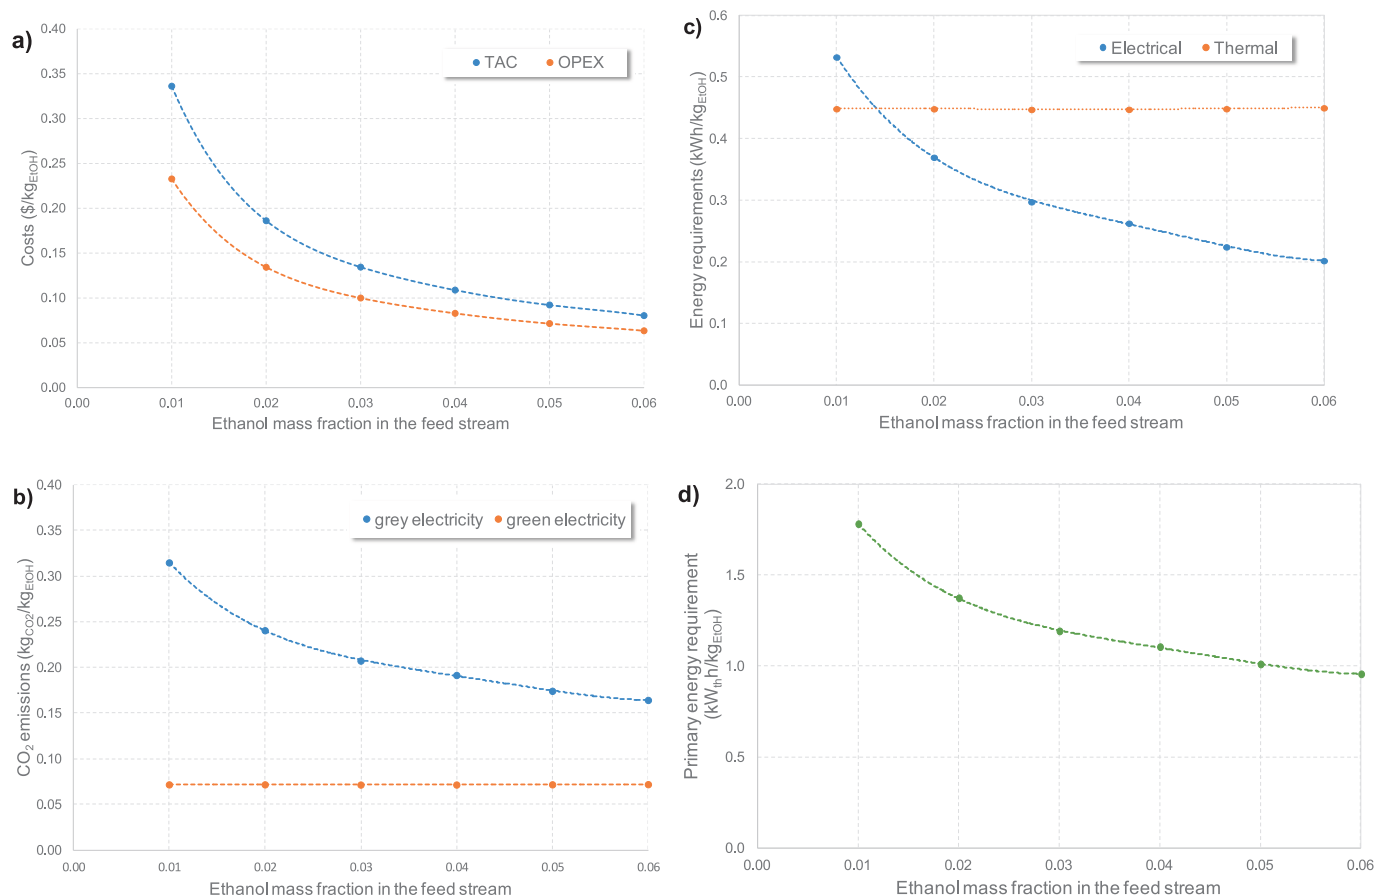 a)
0.40
0.35
0.30
0.25
0.20
0.15
0.10
0.05
0.00
Costs ($/kgEtOH)
TAC OPEX
0.00 0.01 0.02 0.03 0.04 0.05 0.06
Ethanol mass fraction in the feed stream
c)
0.6
0.5
0.4
0.3
0.2
0.1
0.0
Energy requirements (kWh/kgEtOH)
Electrical Thermal
0.00 0.01 0.02 0.03 0.04 0.05 0.06
Ethanol mass fraction in the feed stream
b)
0.40
0.35
0.30
0.25
0.20
0.15
0.10
0.05
0.00
CO2 emissions (kgCO2/kgEtOH)
grey electricity green electricity
0.00 0.01 0.02 0.03 0.04 0.05 0.06
Ethanol mass fraction in the feed stream
d)
2.0
1.5
1.0
0.5
0.0
Primary energy requirement
(kWthh/kgEtOH)
0.00 0.01 0.02 0.03 0.04 0.05 0.06
Ethanol mass fraction in the feed stream